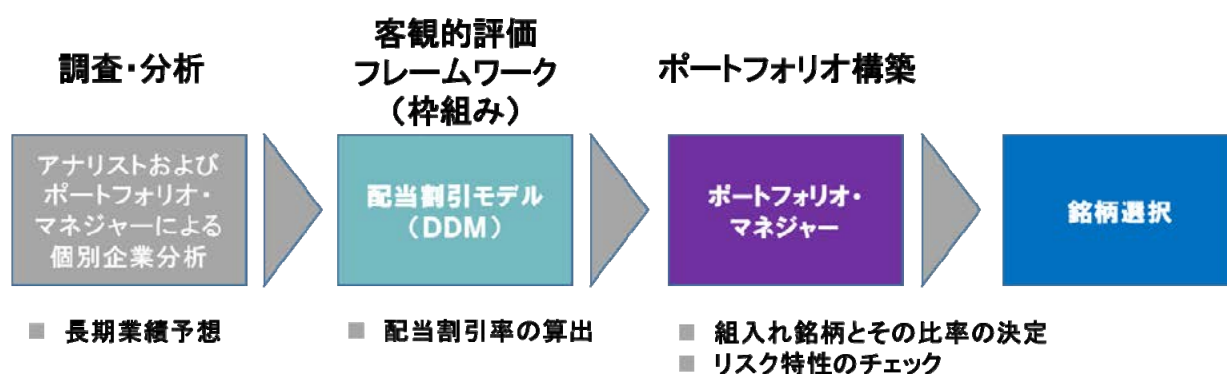 調査・分析
客観的評価
フレームワーク
（枠組み）
ポートフォリオ構築
アナリストおよび
ポートフォリオ・
マネジャーによる
個別企業分析
配当割引モデル
（DDM）
ポートフォリオ・
マネジャー
銘柄選択
■ 長期業績予想
■ 配当割引率の算出
■ 組入れ銘柄とその比率の決定
■ リスク特性のチェック